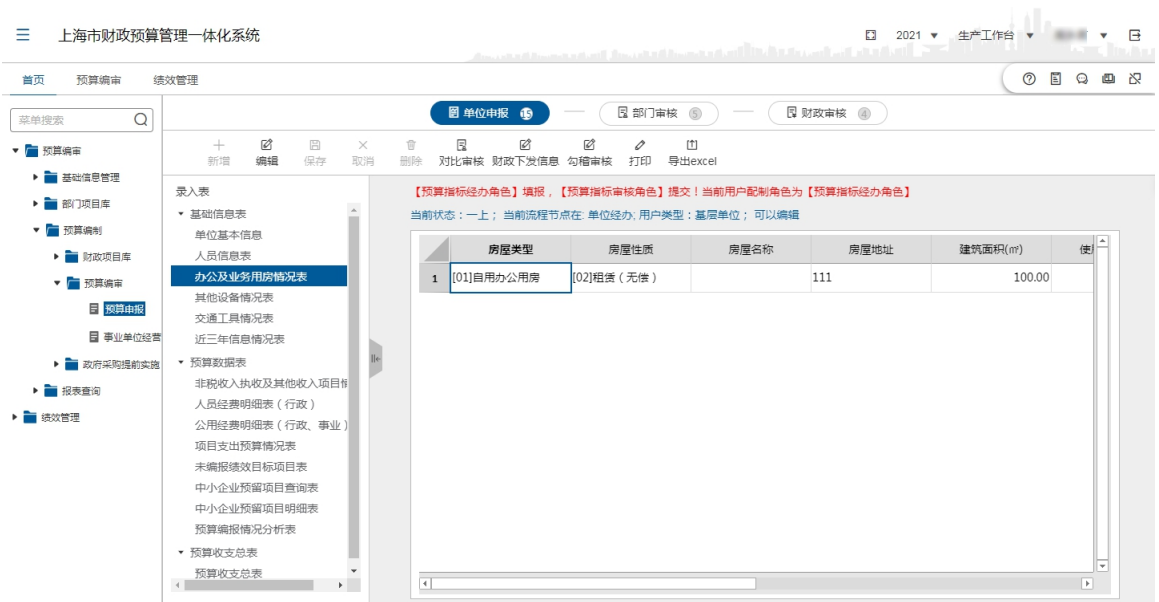 上海市财政预算管理一体化系统
2021 生产工作台
首页 预算编审 绩效管理
菜单搜索
预算编审
基础信息管理
部门项目库
预算编制
财政项目库
预算编审
预算申报
事业单位经营
政府采购提前实施
报表查询
绩效管理
单位申报 15 部门审核 5 财政审核 4
新增 编辑 保存 取消 删除 对比审核 财政下发信息 勾稽审核 打印 导出excel
录入表
基础信息表
单位基本信息
人员信息表
办公及业务用房情况表
其他设备情况表
交通工具情况表
近三年信息情况表
预算数据表
非税收入执收及其他收入项目情
人员经费明细表（行政）
公用经费明细表（行政、事业）
项目支出预算情况表
未编报绩效目标项目表
中小企业预留项目查询表
中小企业预留项目明细表
预算编报情况分析表
预算收支总表
预算收支总表
【预算指标经办角色】填报，【预算指标审核角色】提交！当前用户配制角色为【预算指标经办角色】
当前状态：一上； 当前流程节点在: 单位经办; 用户类型：基层单位； 可以编辑
房屋类型 房屋性质 房屋名称 房屋地址 建筑面积(㎡) 使
1 [01]自用办公用房 [02]租赁（无偿） 111 100.00